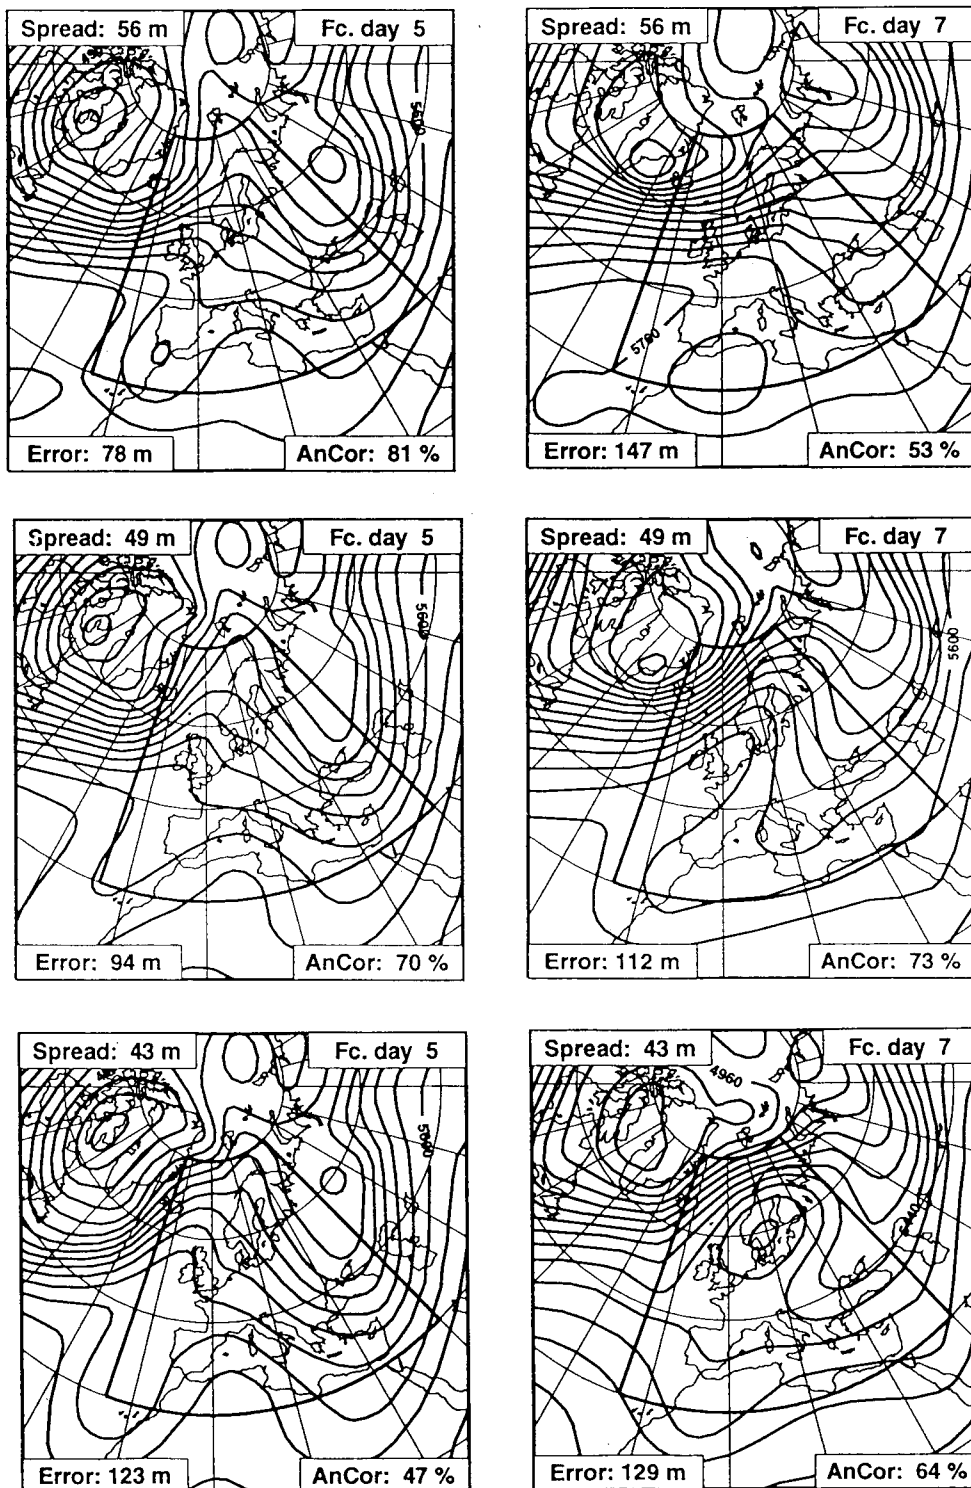 Spread: 56 m
Fc. day 5
5600
Error: 78 m
AnCor: 81 %
Spread: 56 m
Fc. day 7
5760
Error: 147 m
AnCor: 53 %
Spread: 49 m
Fc. day 5
Error: 94 m
AnCor: 70 %
Spread: 49 m
Fc. day 7
5600
Error: 112 m
AnCor: 73 %
Spread: 43 m
Fc. day 5
Error: 123 m
AnCor: 47 %
Spread: 43 m
Fc. day 7
4960
Error: 129 m
AnCor: 64 %